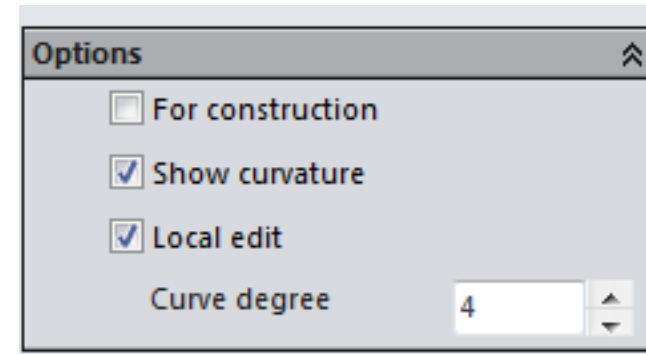 Options
For construction
Show curvature
Local edit
Curve degree 4